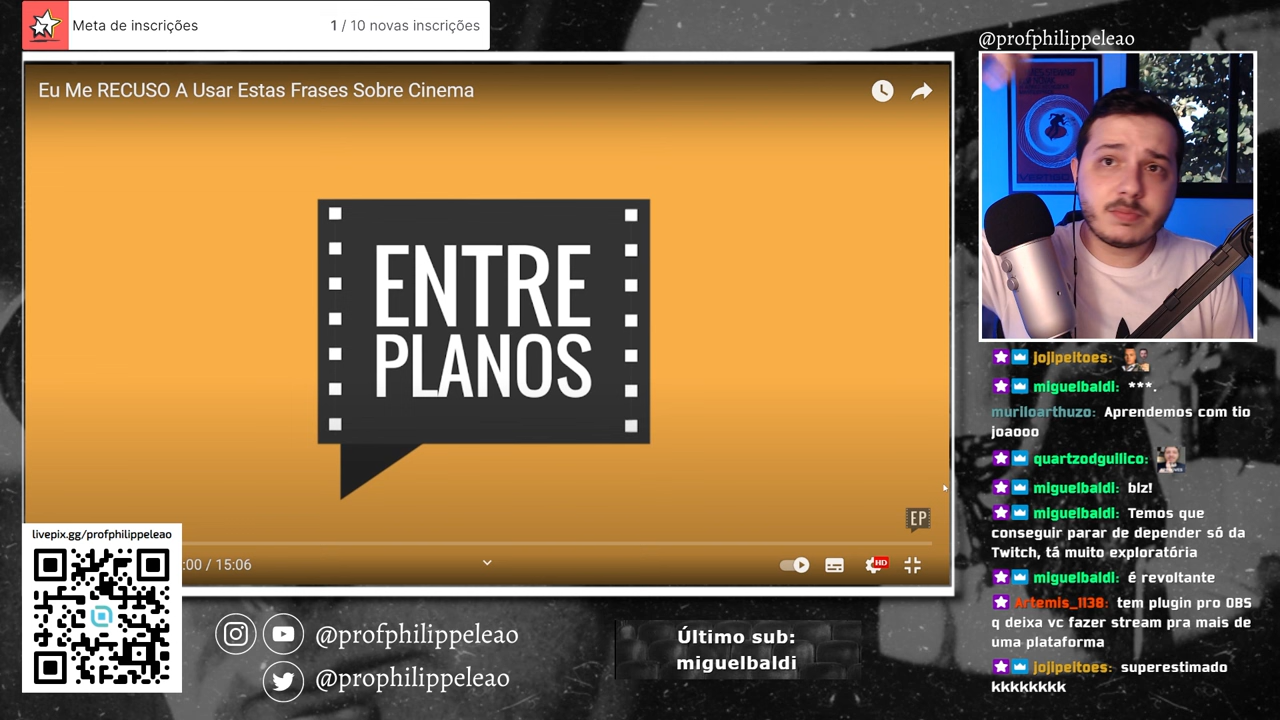 Meta de inscrições
1 / 10 novas inscrições
@profphilippeleao
Eu Me RECUSO A Usar Estas Frases Sobre Cinema
VERTIGO
ENTRE
PLANOS
EP
:00 / 15:06
HD
livepix.gg/profphilippeleao
@profphilippeleao
@prophilippeleao
Último sub:
miguelbaldi
jojipeitoes:
miguelbaldi: ***.
muriloarthuzo: Aprendemos com tio
joaooo
quartzodgullico:
miguelbaldi: blz!
miguelbaldi: Temos que
conseguir parar de depender só da
Twitch, tá muito exploratória
miguelbaldi: é revoltante
Artemis_1138: tem plugin pro OBS
q deixa vc fazer stream pra mais de
uma plataforma
jojipeitoes: superestimado
kkkkkkkk